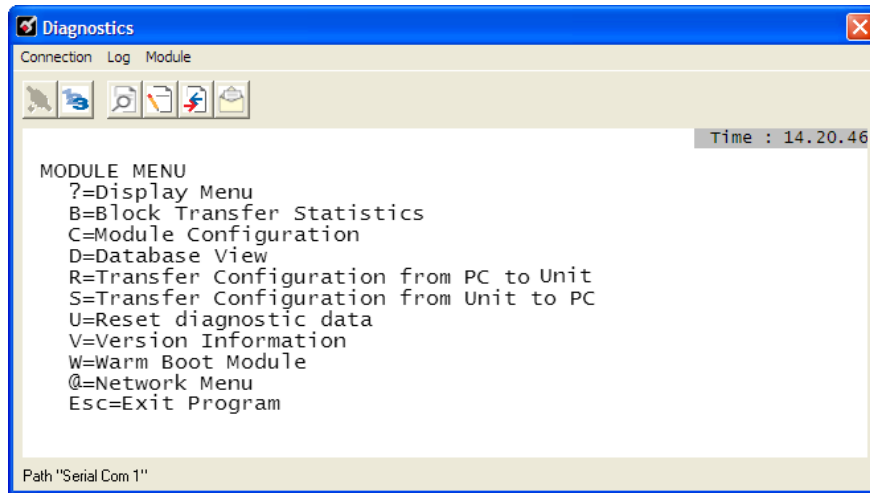 Diagnostics
Connection Log Module
Time : 14.20.46
MODULE MENU
?=Display Menu
B=Block Transfer Statistics
C=Module Configuration
D=Database View
R=Transfer Configuration from PC to Unit
S=Transfer Configuration from Unit to PC
U=Reset diagnostic data
V=Version Information
W=Warm Boot Module
@=Network Menu
Esc=Exit Program
Path "Serial Com 1"